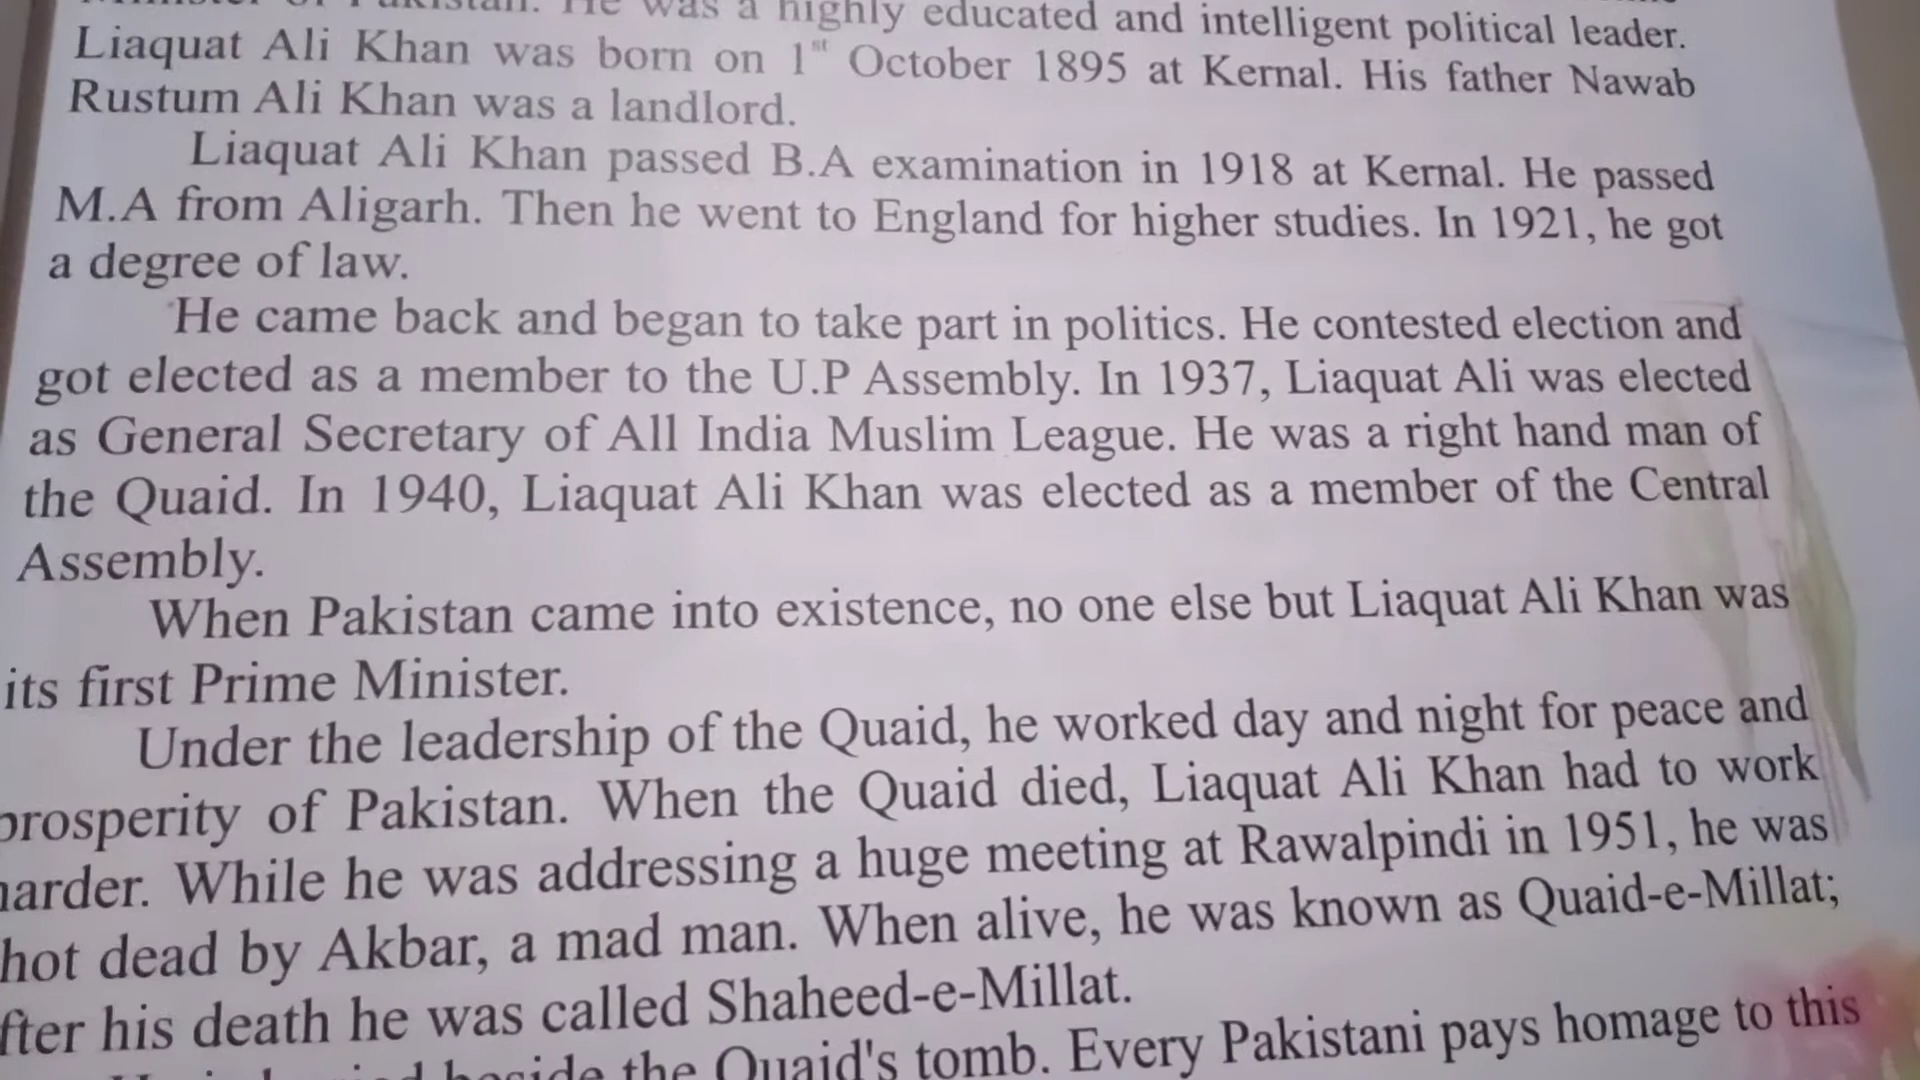 Minister of Pakistan. He was a highly educated and intelligent political leader.
Liaquat Ali Khan was born on 1st October 1895 at Kernal. His father Nawab
Rustum Ali Khan was a landlord.
Liaquat Ali Khan passed B.A examination in 1918 at Kernal. He passed
M.A from Aligarh. Then he went to England for higher studies. In 1921, he got
a degree of law.
He came back and began to take part in politics. He contested election and
got elected as a member to the U.P Assembly. In 1937, Liaquat Ali was elected
as General Secretary of All India Muslim League. He was a right hand man of
the Quaid. In 1940, Liaquat Ali Khan was elected as a member of the Central
Assembly.
When Pakistan came into existence, no one else but Liaquat Ali Khan was
its first Prime Minister.
Under the leadership of the Quaid, he worked day and night for peace and
prosperity of Pakistan. When the Quaid died, Liaquat Ali Khan had to work
harder. While he was addressing a huge meeting at Rawalpindi in 1951, he was
hot dead by Akbar, a mad man. When alive, he was known as Quaid-e-Millat;
fter his death he was called Shaheed-e-Millat.
beside the Quaid's tomb. Every Pakistani pays homage to this